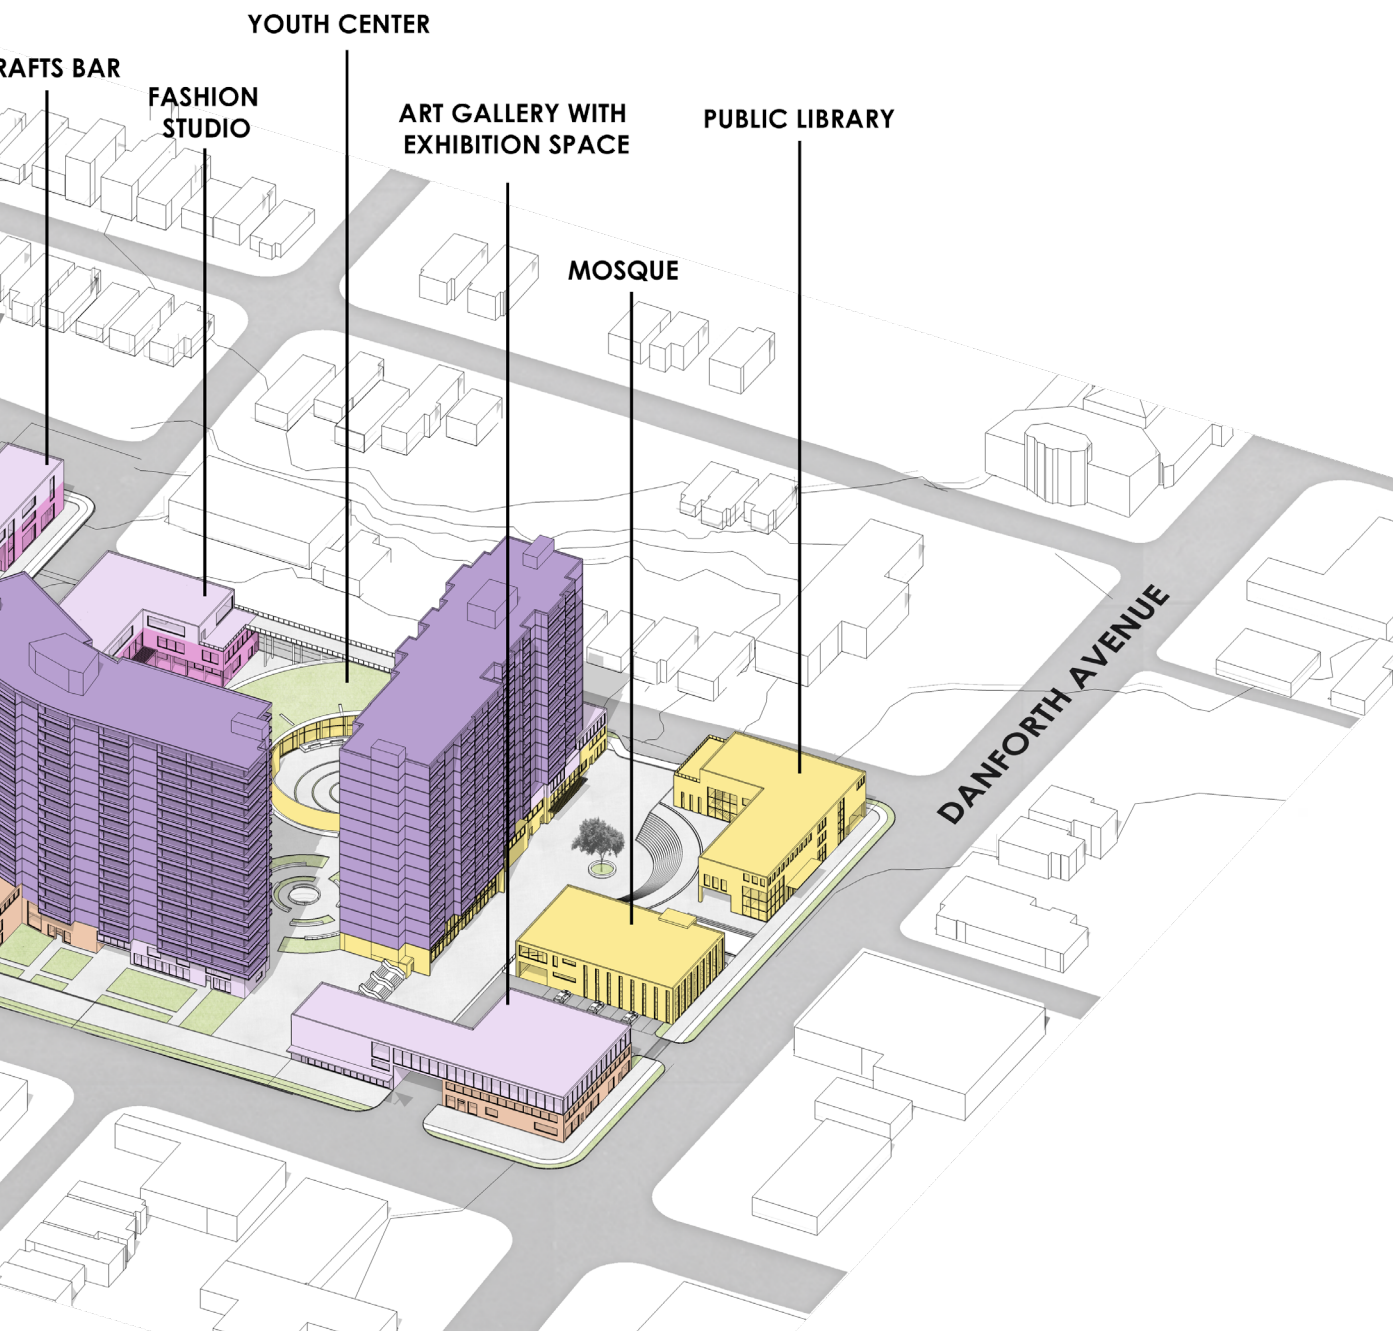 YOUTH CENTER
RAFTS BAR
FASHION
STUDIO
ART GALLERY WITH
EXHIBITION SPACE
PUBLIC LIBRARY
MOSQUE
DANFORTH AVENUE